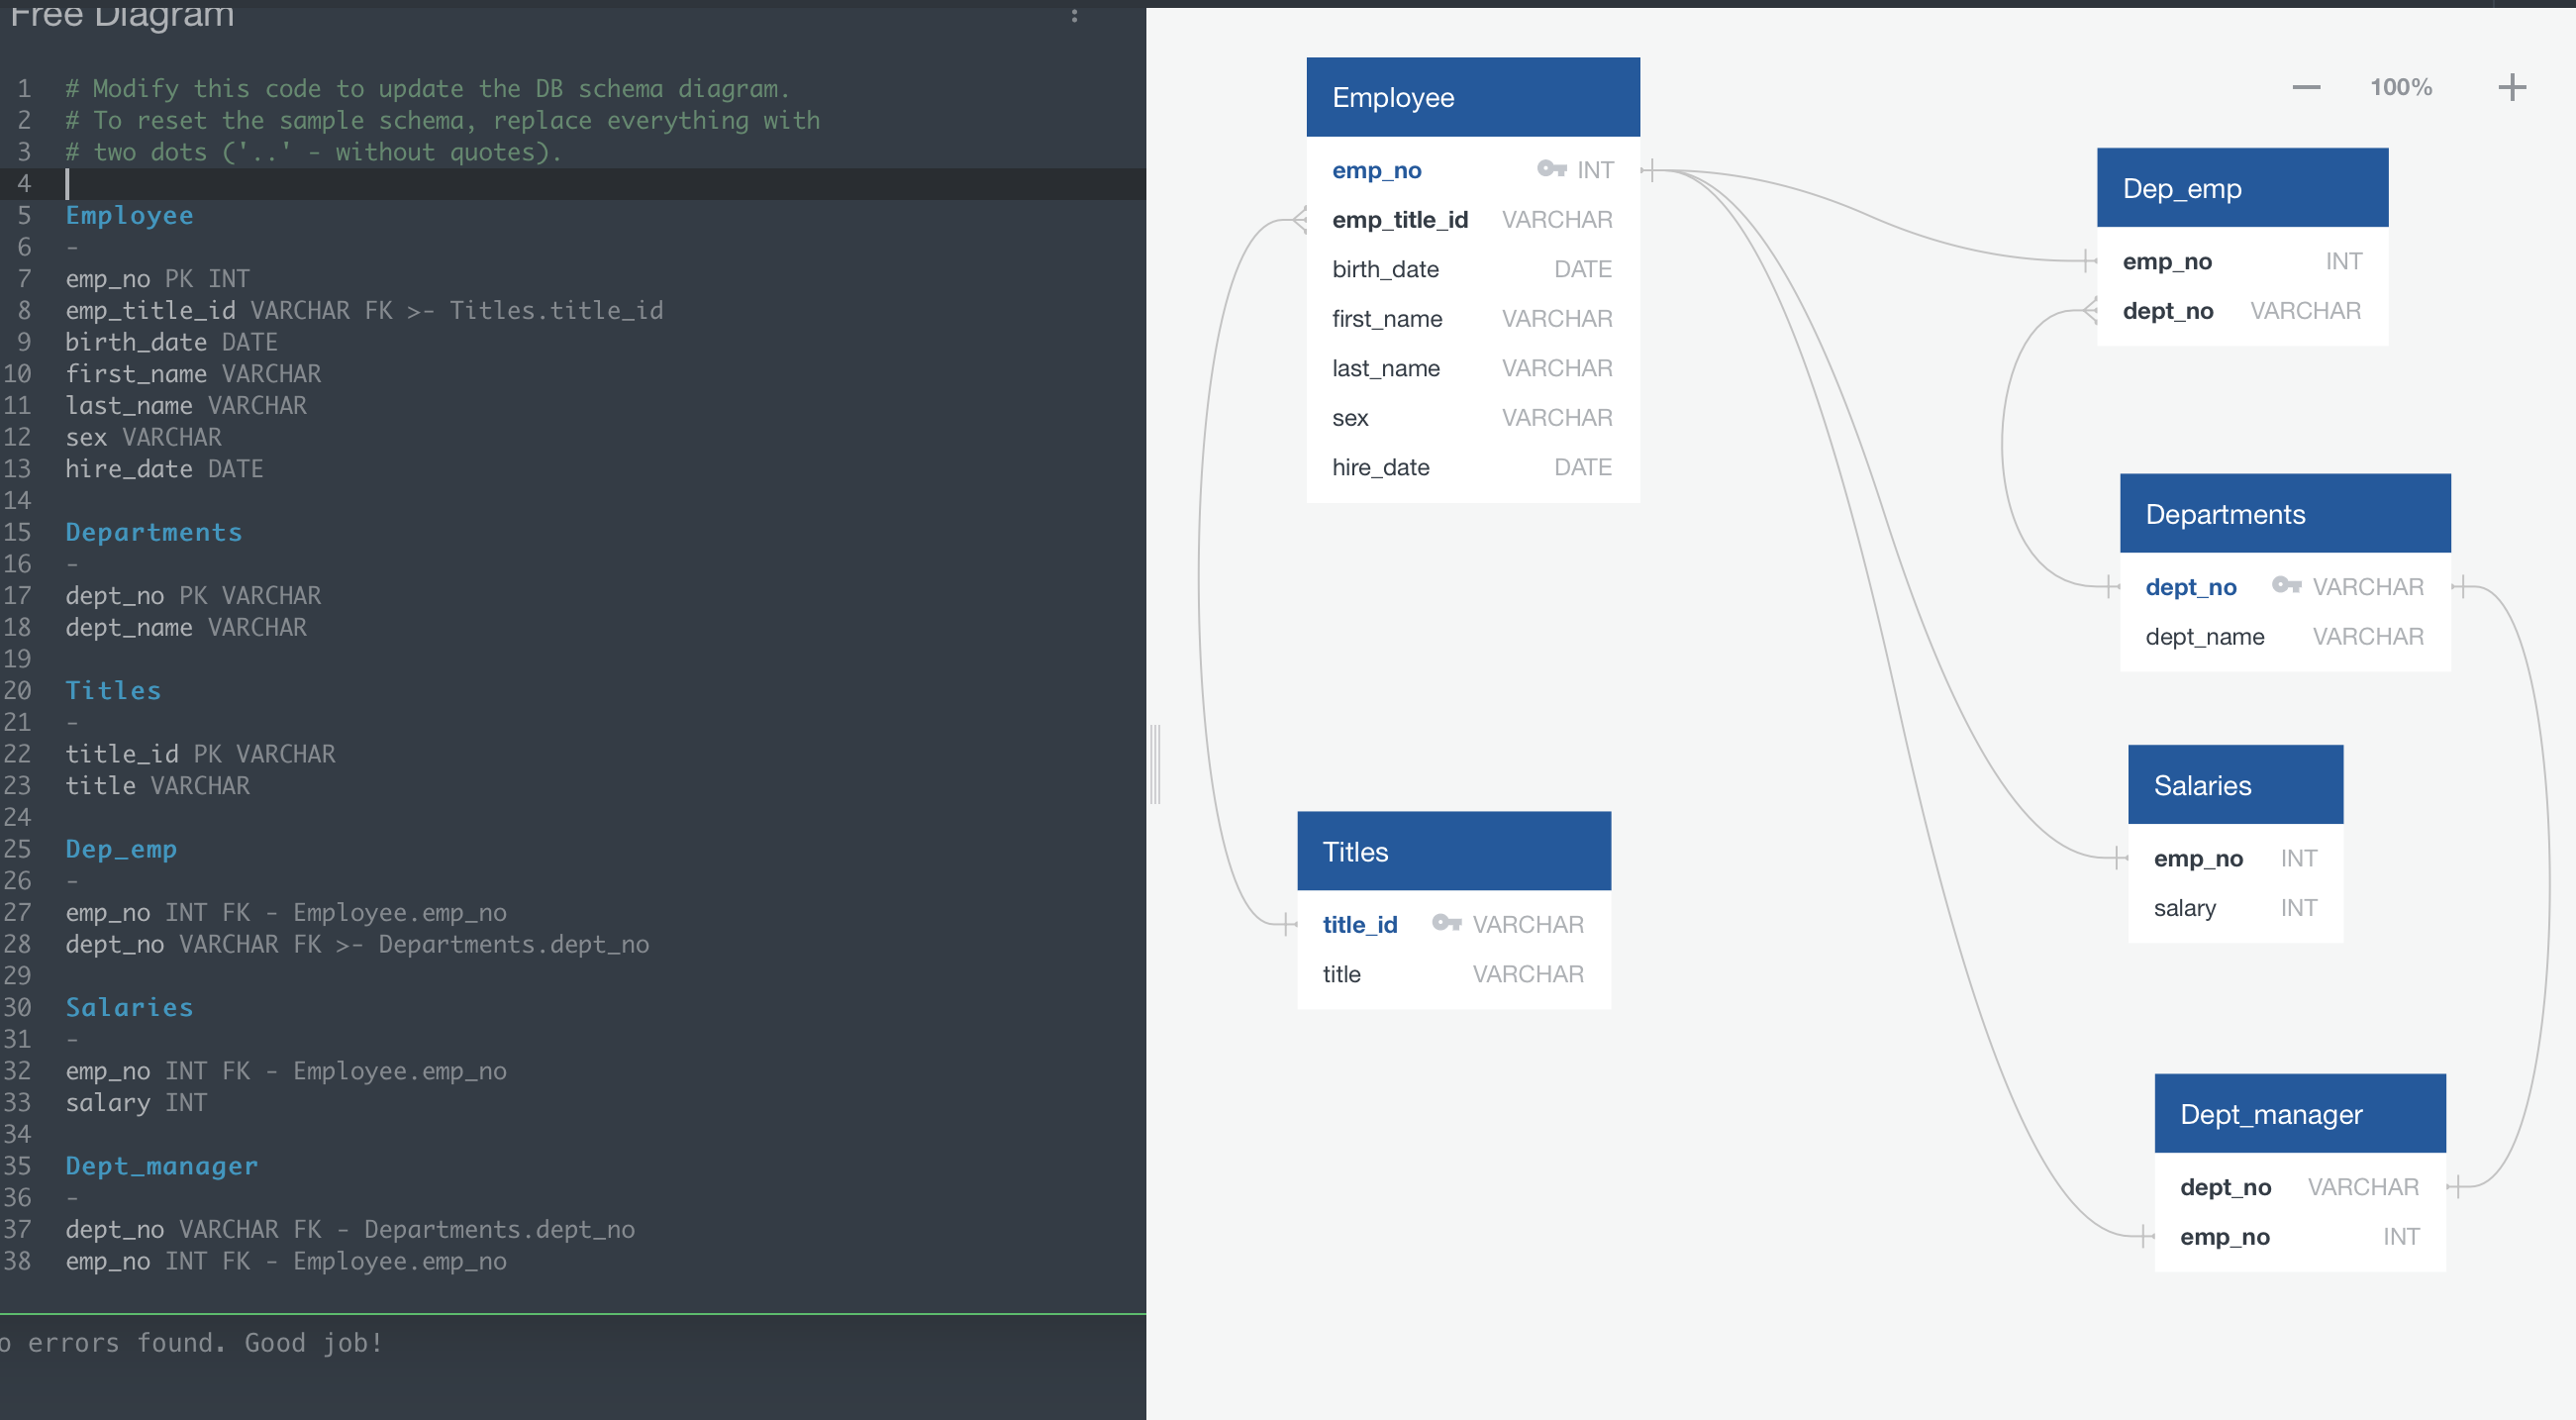 Free Diagram
1 # Modify this code to update the DB schema diagram.
2 # To reset the sample schema, replace everything with
3 # two dots ('..' - without quotes).
4
5 Employee
6 -
7 emp_no PK INT
8 emp_title_id VARCHAR FK >- Titles.title_id
9 birth_date DATE
10 first_name VARCHAR
11 last_name VARCHAR
12 sex VARCHAR
13 hire_date DATE
14
15 Departments
16 -
17 dept_no PK VARCHAR
18 dept_name VARCHAR
19
20 Titles
21 -
22 title_id PK VARCHAR
23 title VARCHAR
24
25 Dep_emp
26 -
27 emp_no INT FK - Employee.emp_no
28 dept_no VARCHAR FK >- Departments.dept_no
29
30 Salaries
31 -
32 emp_no INT FK - Employee.emp_no
33 salary INT
34
35 Dept_manager
36 -
37 dept_no VARCHAR FK - Departments.dept_no
38 emp_no INT FK - Employee.emp_no
o errors found. Good job!
100%
Employee
emp_no INT
emp_title_id VARCHAR
birth_date DATE
first_name VARCHAR
last_name VARCHAR
sex VARCHAR
hire_date DATE
Titles
title_id VARCHAR
title VARCHAR
Dep_emp
emp_no INT
dept_no VARCHAR
Departments
dept_no VARCHAR
dept_name VARCHAR
Salaries
emp_no INT
salary INT
Dept_manager
dept_no VARCHAR
emp_no INT